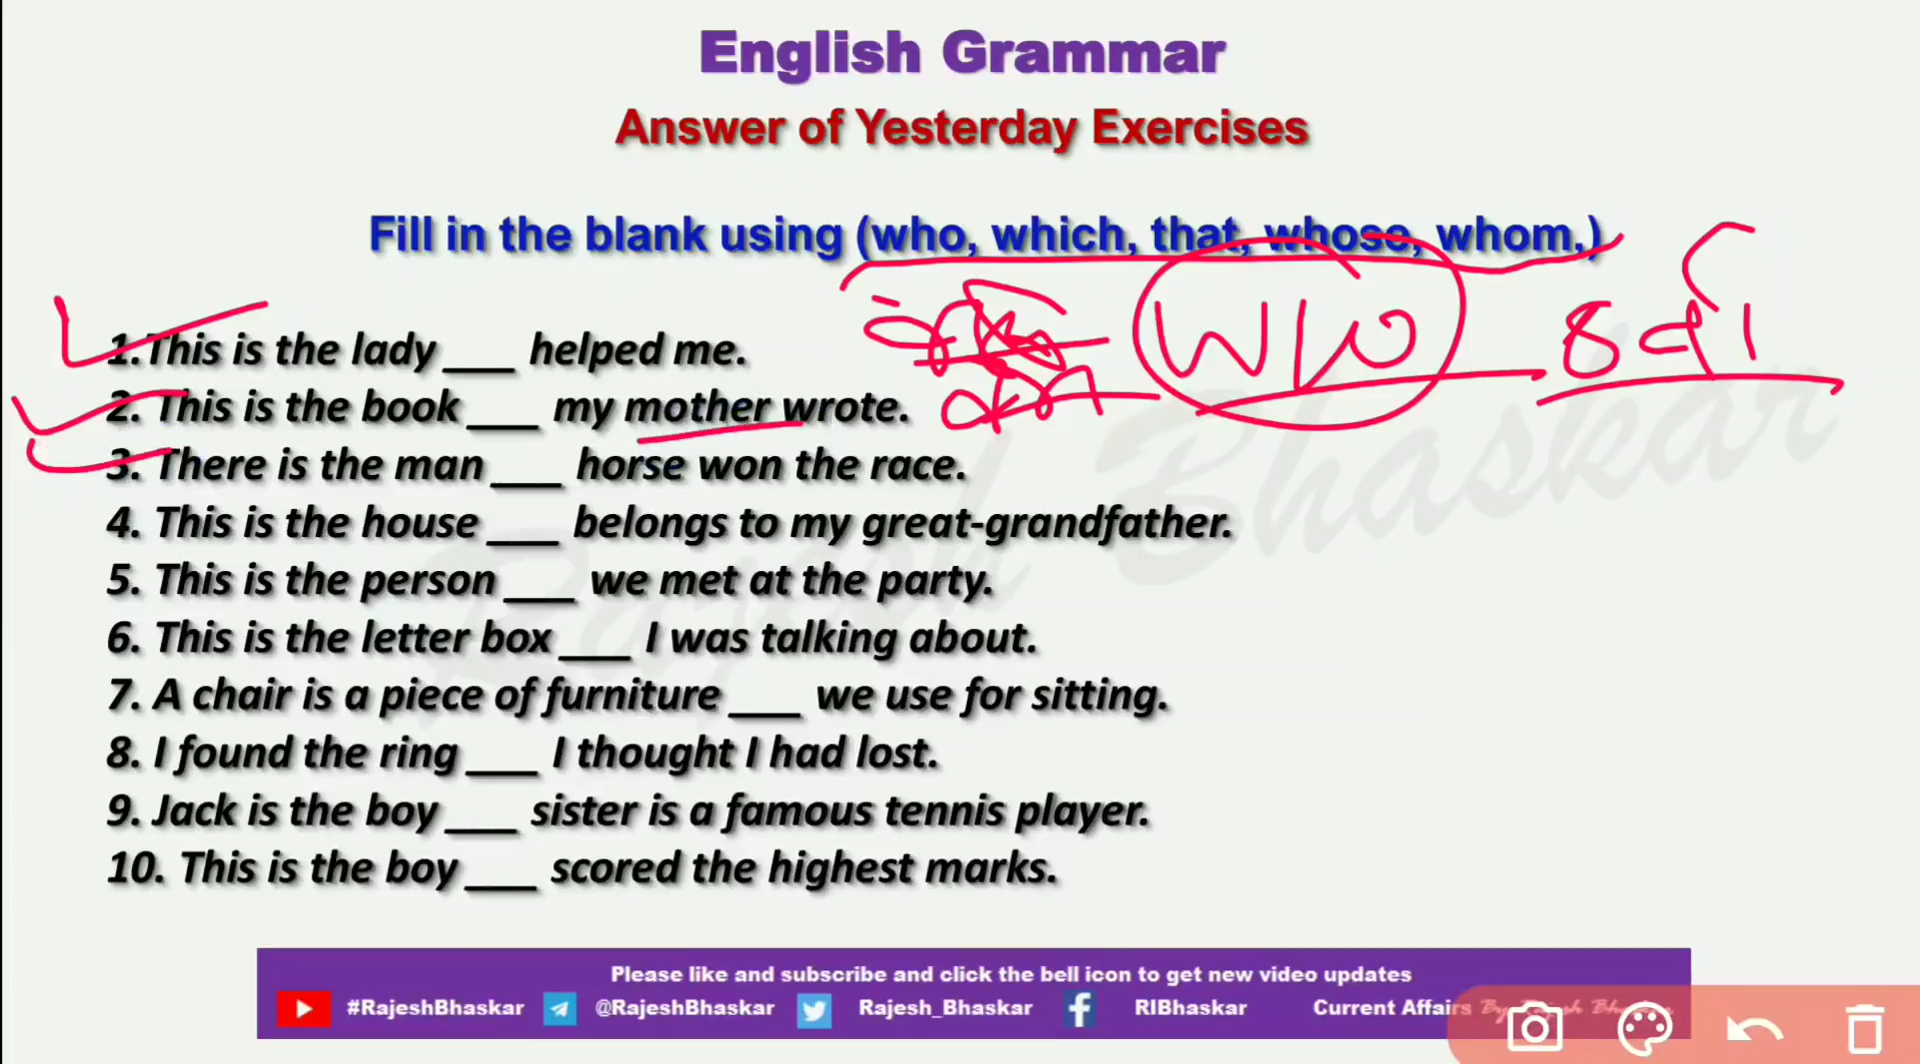 English Grammar
Answer of Yesterday Exercises
Fill in the blank using (who, which, that, whose, whom.)
1.This is the lady ___ helped me.
2. This is the book ___ my mother wrote.
3. There is the man ___ horse won the race.
4. This is the house ___ belongs to my great-grandfather.
5. This is the person ___ we met at the party.
6. This is the letter box ___ I was talking about.
7. A chair is a piece of furniture ___ we use for sitting.
8. I found the ring ___ I thought I had lost.
9. Jack is the boy ___ sister is a famous tennis player.
10. This is the boy ___ scored the highest marks.
Rajesh Bhaskar
Please like and subscribe and click the bell icon to get new video updates
#RajeshBhaskar @RajeshBhaskar Rajesh_Bhaskar RIBhaskar Current Affairs By Rajesh Bhaskar